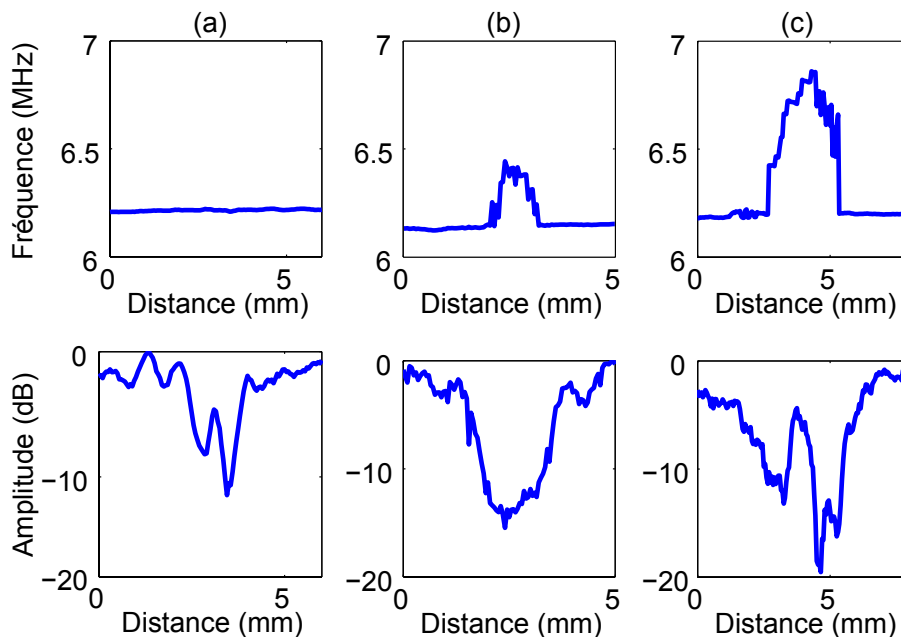 (a) (b) (c)
Fréquence (MHz)
7 7 7
6.5 6.5 6.5
6 6 6
0 5 0 5 0 5
Distance (mm) Distance (mm) Distance (mm)
Amplitude (dB)
0 0 0
−10 −10 −10
−20 −20 −20
0 5 0 5 0 5
Distance (mm) Distance (mm) Distance (mm)